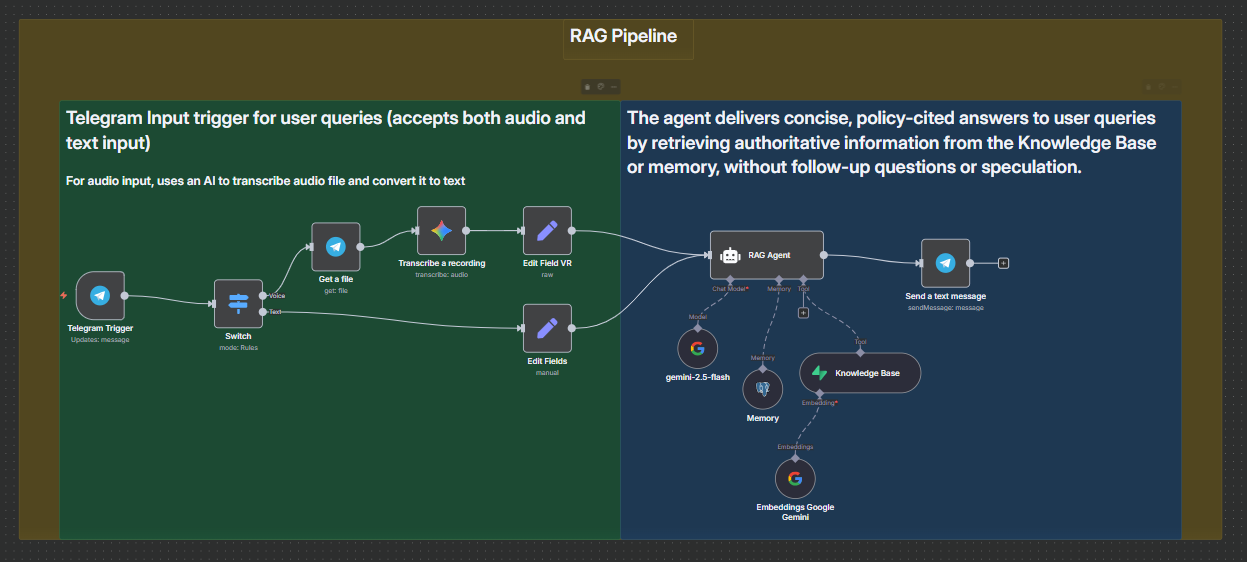 RAG Pipeline
Telegram Input trigger for user queries (accepts both audio and
text input)
For audio input, uses an AI to transcribe audio file and convert it to text
The agent delivers concise, policy-cited answers to user queries
by retrieving authoritative information from the Knowledge Base
or memory, without follow-up questions or speculation.
Telegram Trigger
Updates: message
Switch
mode: Rules
Voice
Text
Get a file
get: file
Transcribe a recording
transcribe: audio
Edit Field VR
raw
Edit Fields
manual
RAG Agent
Chat Model*
Memory
Tool
Send a text message
sendMessage: message
Model
gemini-2.5-flash
Memory
Memory
Tool
Knowledge Base
Embedding*
Embeddings
Embeddings Google
Gemini